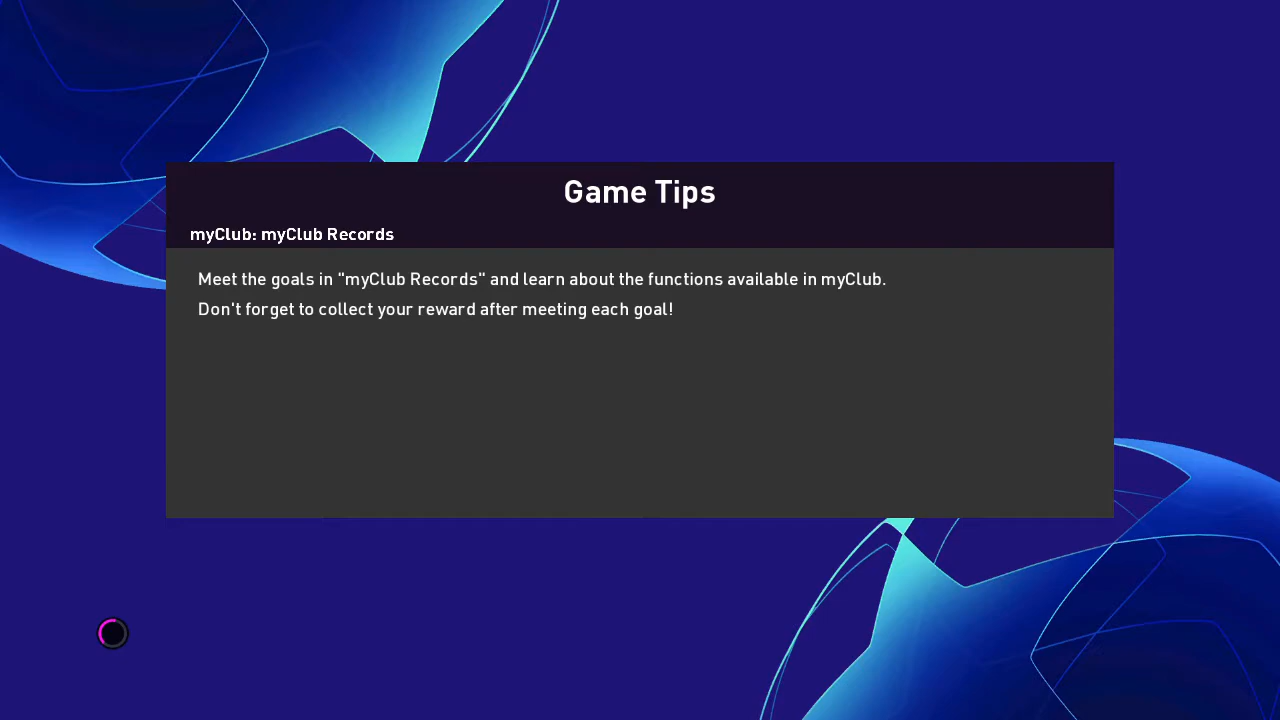 Game Tips
myClub: myClub Records
Meet the goals in "myClub Records" and learn about the functions available in myClub.
Don't forget to collect your reward after meeting each goal!